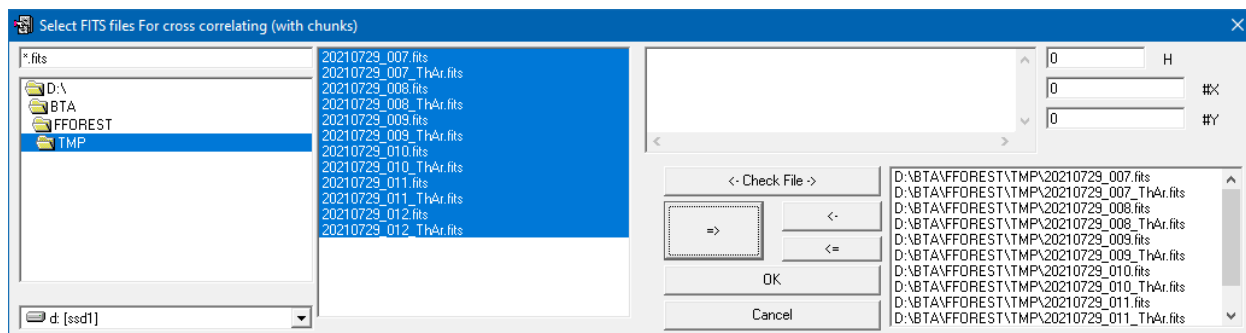 Select FITS files For cross correlating (with chunks)
*.fits
D:\
BTA
FFOREST
TMP
d: [ssd1]
20210729_007.fits
20210729_007_ThAr.fits
20210729_008.fits
20210729_008_ThAr.fits
20210729_009.fits
20210729_009_ThAr.fits
20210729_010.fits
20210729_010_ThAr.fits
20210729_011.fits
20210729_011_ThAr.fits
20210729_012.fits
20210729_012_ThAr.fits
0 H
0 #X
0 #Y
<- Check File ->
=>
<-
<=
OK
Cancel
D:\BTA\FFOREST\TMP\20210729_007.fits
D:\BTA\FFOREST\TMP\20210729_007_ThAr.fits
D:\BTA\FFOREST\TMP\20210729_008.fits
D:\BTA\FFOREST\TMP\20210729_008_ThAr.fits
D:\BTA\FFOREST\TMP\20210729_009.fits
D:\BTA\FFOREST\TMP\20210729_009_ThAr.fits
D:\BTA\FFOREST\TMP\20210729_010.fits
D:\BTA\FFOREST\TMP\20210729_010_ThAr.fits
D:\BTA\FFOREST\TMP\20210729_011.fits
D:\BTA\FFOREST\TMP\20210729_011_ThAr.fits